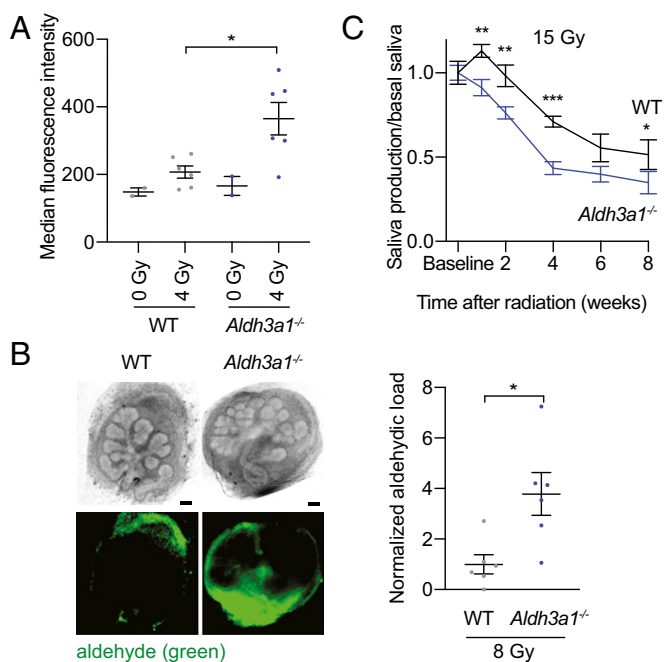 A
Median fluorescence intensity
600
400
200
0
*
0 Gy
4 Gy
0 Gy
4 Gy
WT
Aldh3a1-/-
C
Saliva production/basal saliva
15 Gy
1.0
0.5
0.0
**
**
***
WT
*
Aldh3a1-/-
Baseline 2 4 6 8
Time after radiation (weeks)
B
WT
Aldh3a1-/-
aldehyde (green)
Normalized aldehydic load
8
6
4
2
0
*
WT Aldh3a1-/-
8 Gy